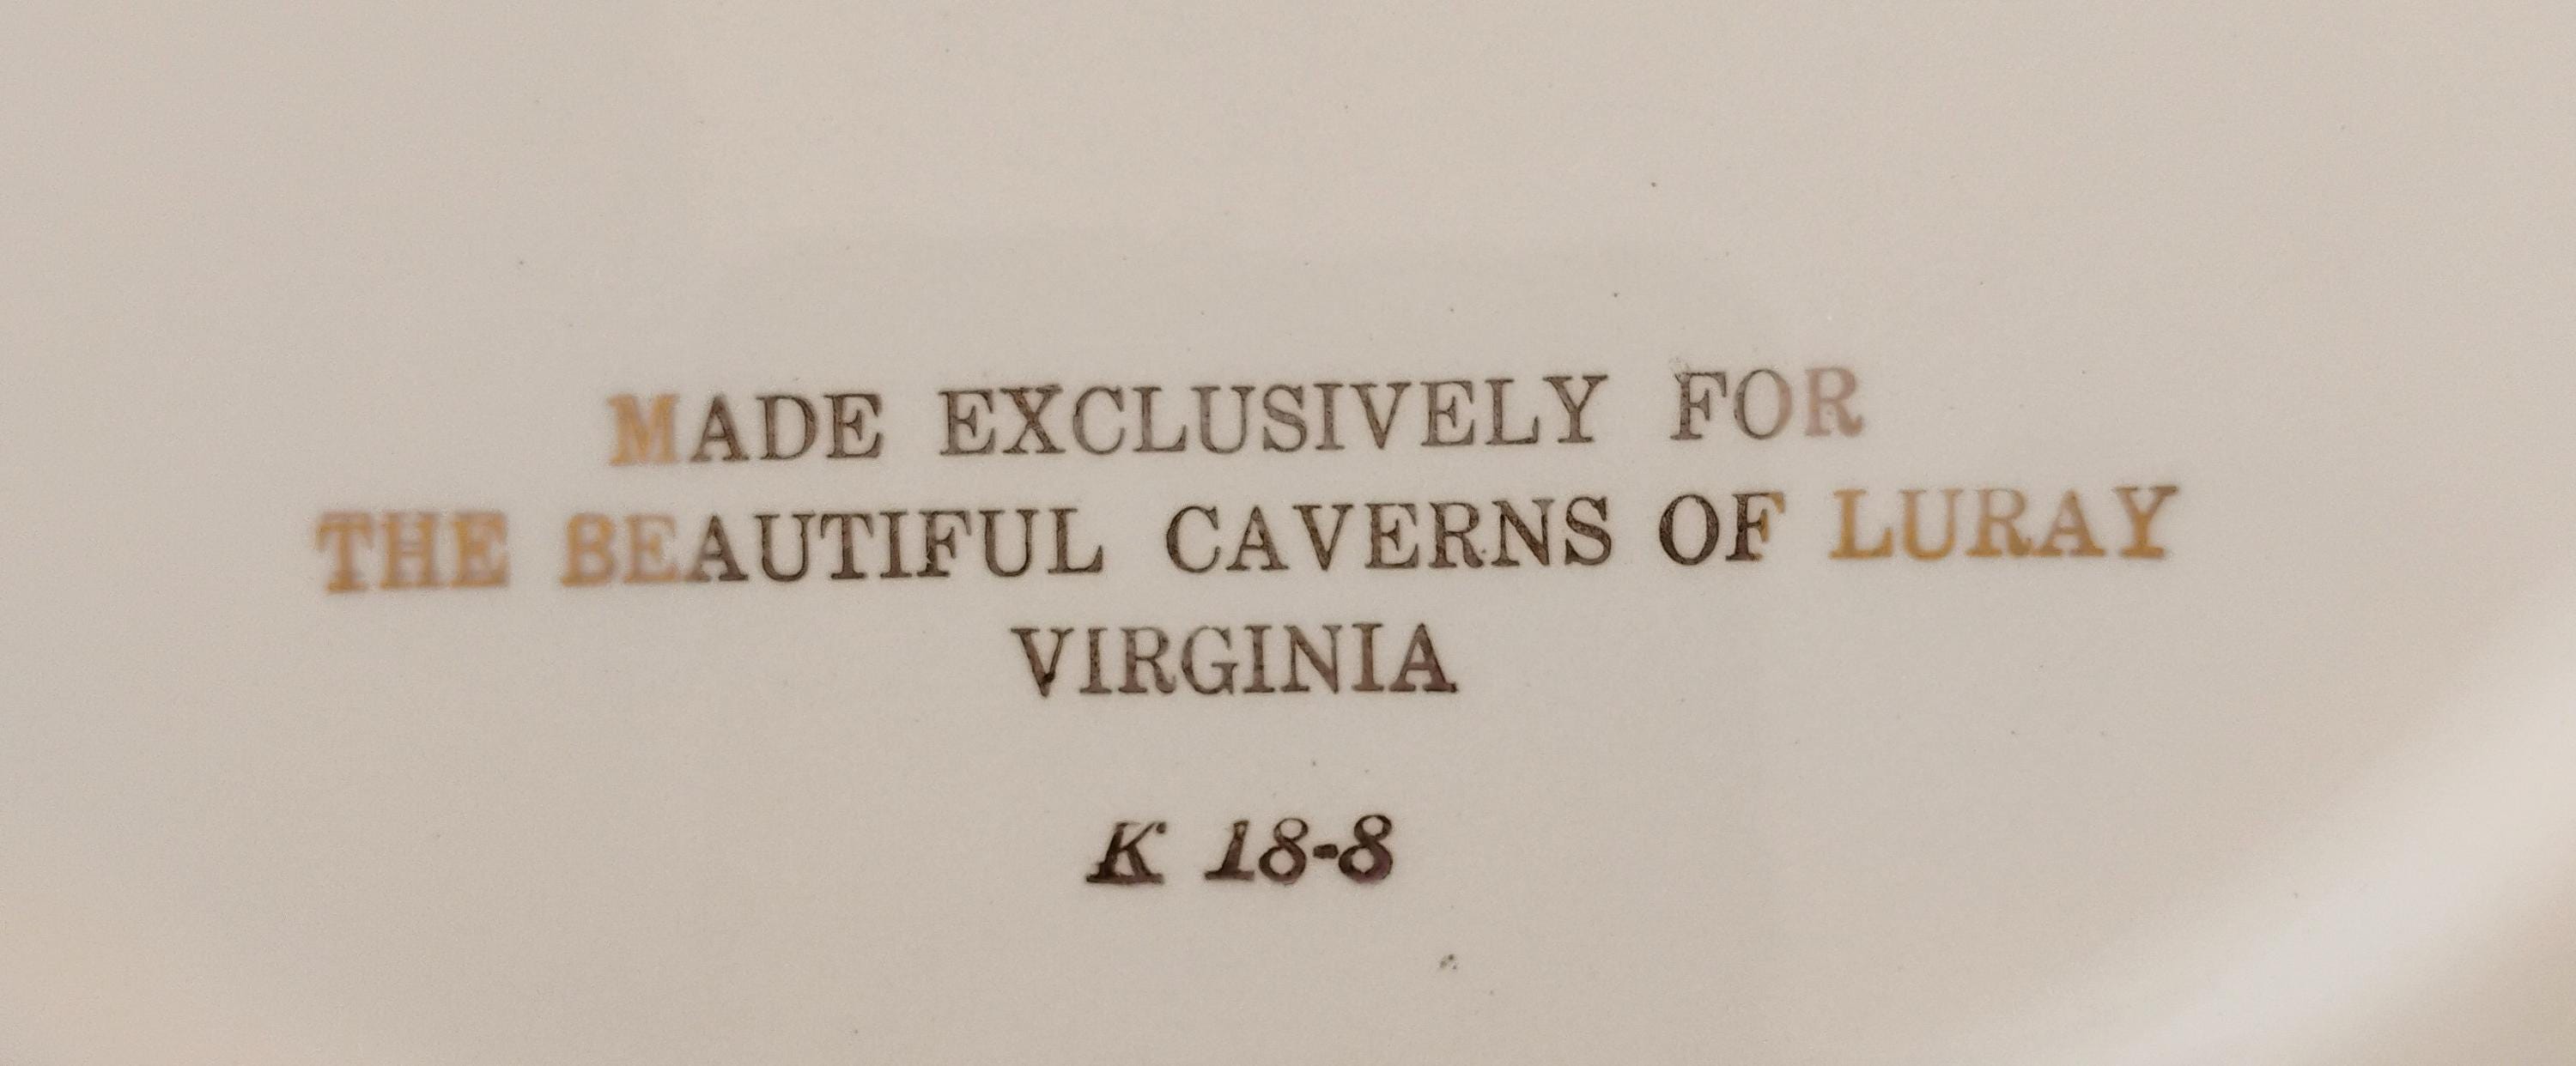 MADE EXCLUSIVELY FOR
THE BEAUTIFUL CAVERNS OF LURAY
VIRGINIA
K 18-8